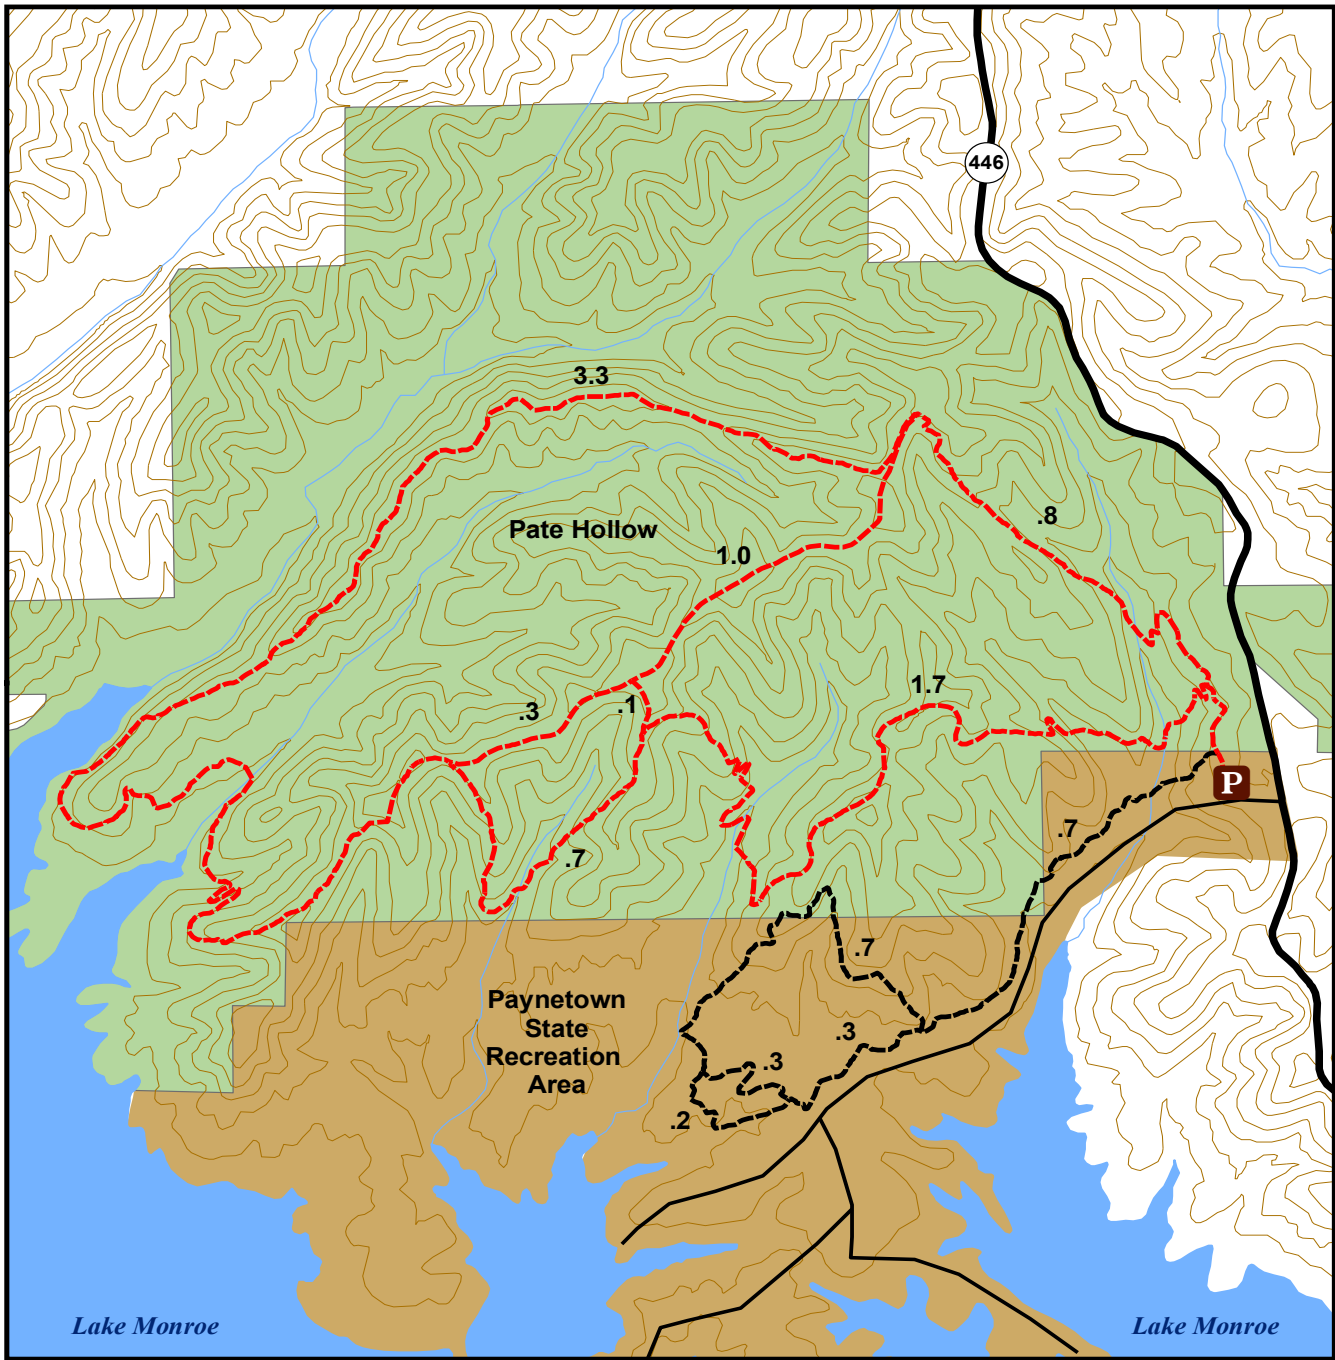 446
3.3
.8
Pate Hollow
1.0
1.7
.3
.1
P
.7
.7
.7
Paynetown
State
Recreation
Area
.3
.3
.2
Lake Monroe
Lake Monroe